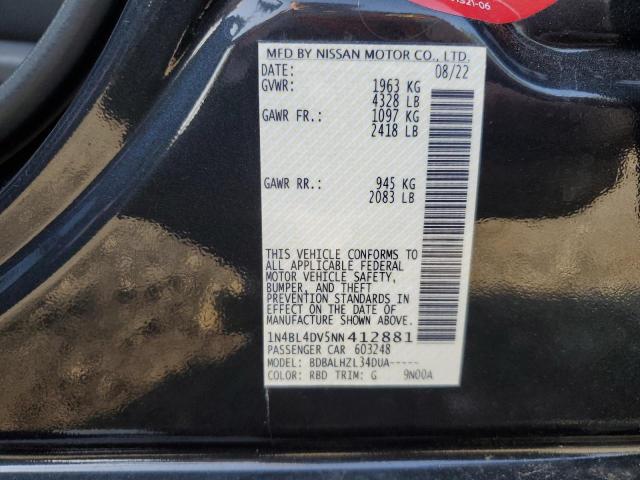 1321-06
MFD BY NISSAN MOTOR CO., LTD.
DATE: 08/22
GVWR: 1963 KG
4328 LB
GAWR FR.: 1097 KG
2418 LB
GAWR RR.: 945 KG
2083 LB
THIS VEHICLE CONFORMS TO
ALL APPLICABLE FEDERAL
MOTOR VEHICLE SAFETY,
BUMPER, AND THEFT
PREVENTION STANDARDS IN
EFFECT ON THE DATE OF
MANUFACTURE SHOWN ABOVE.
1N4BL4DV5NN412881
PASSENGER CAR 603248
MODEL: BDBALHZL34DUA-----
COLOR: RBD TRIM: G 9N00A